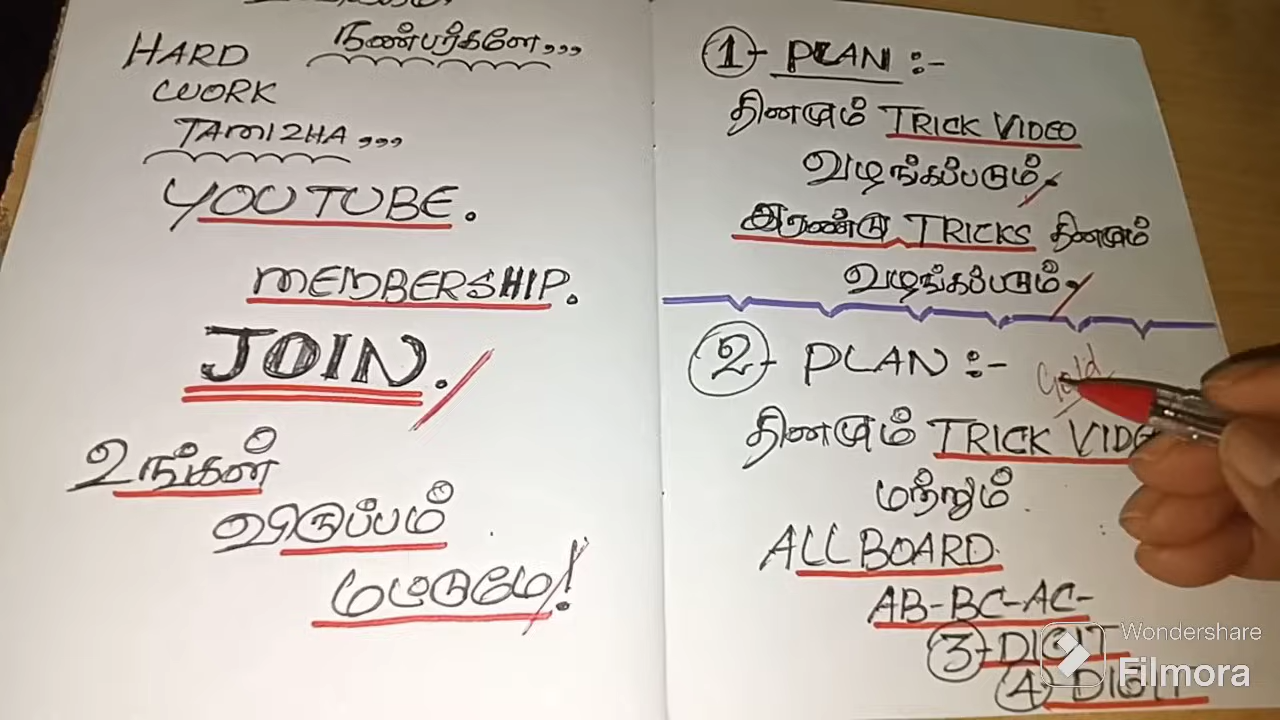 நண்பர்களே,,,
HARD
WORK
TAMIZHA,,,
YOUTUBE.
MEMBERSHIP.
JOIN.
உங்கள்
விருப்பம்
மட்டுமே!
1- PLAN :-
தினமும் TRICK VIDEO
வழங்கப்படும்.
இரண்டு TRICKS தினமும்
வழங்கப்படும்.
2- PLAN :- Gold
தினமும் TRICK VIDE
மற்றும்
ALL BOARD.
AB-BC-AC-
3-DIGIT
4-DIGIT
Wondershare
Filmora